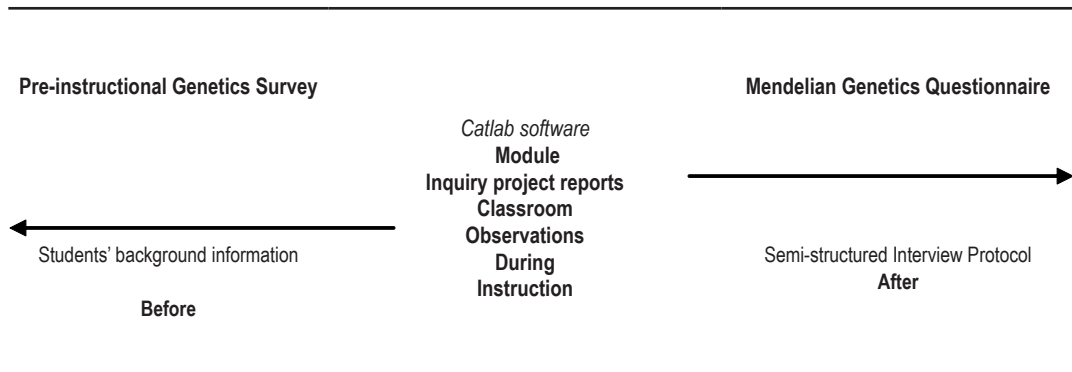 Pre-instructional Genetics Survey
Mendelian Genetics Questionnaire
Catlab software
Module
Inquiry project reports
Classroom
Observations
During
Instruction
Students' background information
Before
Semi-structured Interview Protocol
After